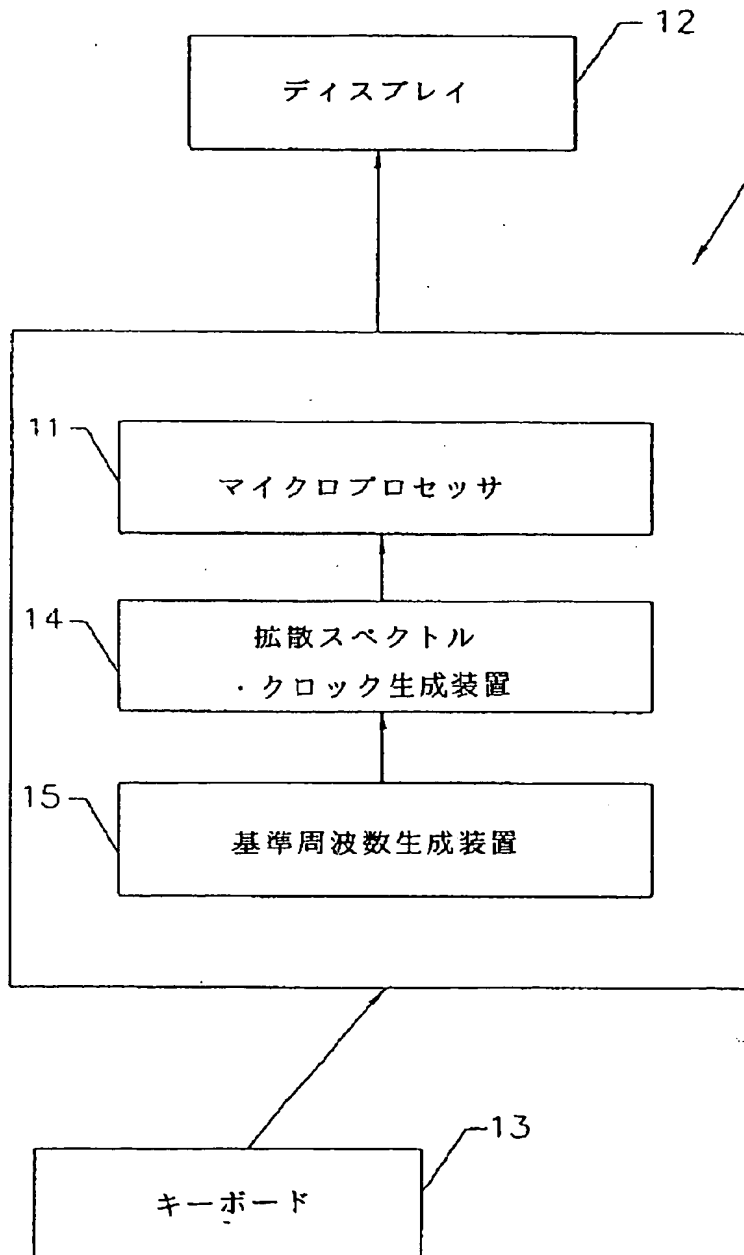 12
ディスプレイ
11
マイクロプロセッサ
14
拡散スペクトル
・クロック生成装置
15
基準周波数生成装置
13
キーボード